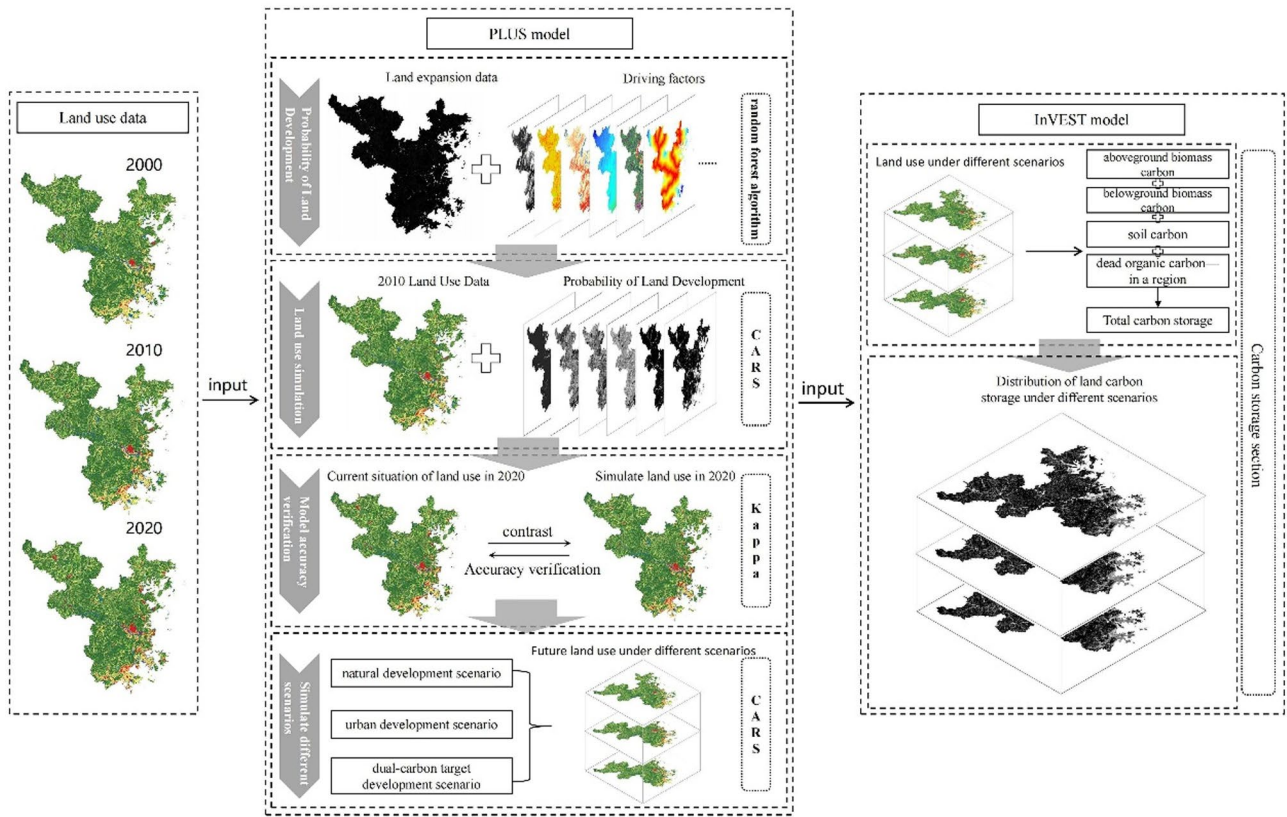 Land use data
2000
2010
2020
input
PLUS model
Probability of Land
Development
Land expansion data
Driving factors
......
random forest algorithm
Land use simulation
2010 Land Use Data
Probability of Land Development
CARS
Model accuracy
verification
Current situation of land use in 2020
Simulate land use in 2020
contrast
Accuracy verification
Kappa
Simulate different
scenarios
natural development scenario
urban development scenario
dual-carbon target
development scenario
Future land use under different scenarios
CARS
input
InVEST model
Land use under different scenarios
aboveground biomass
carbon
belowground biomass
carbon
soil carbon
dead organic carbon—
in a region
Total carbon storage
Distribution of land carbon
storage under different scenarios
Carbon storage section